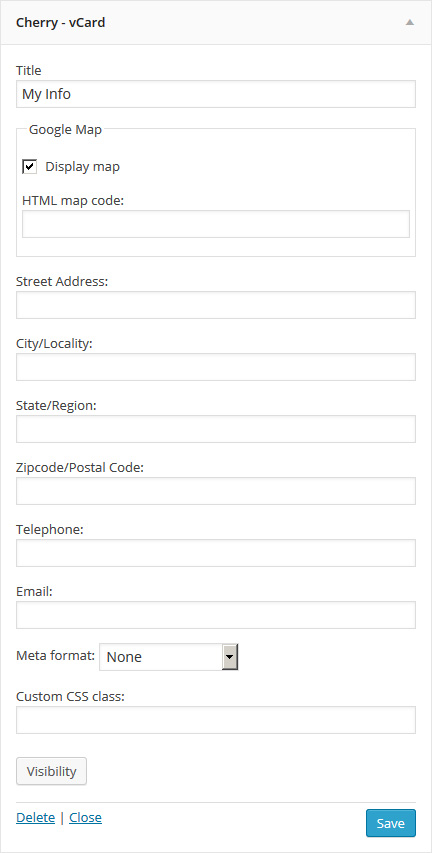 Cherry - vCard
Title
My Info
Google Map
Display map
HTML map code:
Street Address:
City/Locality:
State/Region:
Zipcode/Postal Code:
Telephone:
Email:
Meta format: None
Custom CSS class:
Visibility
Delete | Close
Save